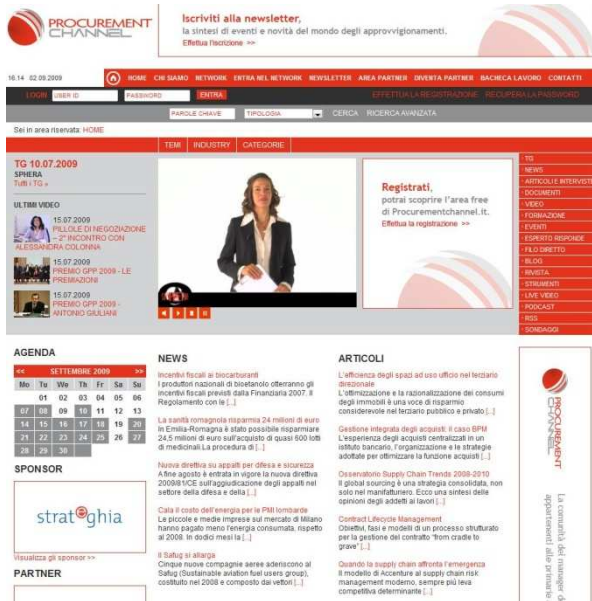 PROCUREMENT
CHANNEL
Iscriviti alla newsletter,
la sintesi di eventi e novità del mondo degli approvvigionamenti.
Effettua l'iscrizione >>
16.14 02.09.2009
HOME CHI SIAMO NETWORK ENTRA NEL NETWORK NEWSLETTER AREA PARTNER DIVENTA PARTNER BACHECA LAVORO CONTATTI
LOGIN USER ID PASSWORD ENTRA EFFETTUA LA REGISTRAZIONE RECUPERA LA PASSWORD
PAROLE CHIAVE TIPOLOGIA CERCA RICERCA AVANZATA
Sei in area riservata: HOME
TEMI INDUSTRY CATEGORIE
TG 10.07.2009
SPHERA
Tutti i TG »
ULTIMI VIDEO
15.07.2009
PILLOLE DI NEGOZIAZIONE
– 2° INCONTRO CON
ALESSANDRA COLONNA
15.07.2009
PREMIO GPP 2009 - LE
PREMIAZIONI
15.07.2009
PREMIO GPP 2009 -
ANTONIO GIULIANI
Registrati,
potrai scoprire l'area free
di Procurementchannel.it.
Effettua la registrazione >>
TG
NEWS
ARTICOLI E INTERVISTE
DOCUMENTI
VIDEO
FORMAZIONE
EVENTI
ESPERTO RISPONDE
FILO DIRETTO
BLOG
RIVISTA
STRUMENTI
LIVE VIDEO
PODCAST
RSS
SONDAGGI
AGENDA
<< SETTEMBRE 2009 >>
Mo Tu We Th Fr Sa Su
01 02 03 04 05 06
07 08 09 10 11 12 13
14 15 16 17 18 19 20
21 22 23 24 25 26 27
28 29 30
SPONSOR
strateghia
Visualizza gli sponsor >>
PARTNER
NEWS
Incentivi fiscali ai biocarburanti
I produttori nazionali di bioetanolo otterranno gli
incentivi fiscali previsti dalla Finanziaria 2007. Il
Regolamento con le [...]
La sanità romagnola risparmia 24 milioni di euro
In Emilia-Romagna è stato possibile risparmiare
24,5 milioni di euro sull'acquisto di quasi 600 lotti
di medicinali.La procedura di [...]
Nuova direttiva su appalti per difesa e sicurezza
A fine agosto è entrata in vigore la nuova direttiva
2009/81/CE sull'aggiudicazione degli appalti nel
settore della difesa e della [...]
Cala il costo dell'energia per le PMI lombarde
Le piccole e medie imprese sul mercato di Milano
hanno pagato meno l'energia consumata, rispetto
al 2008. In dodici mesi la [...]
Il Safug si allarga
Cinque nuove compagnie aeree aderiscono al
Safug (Sustainable aviation fuel users group),
costituito nel 2008 e composto dai vettori [...]
ARTICOLI
L'efficienza degli spazi ad uso ufficio nel terziario
direzionale
L'ottimizzazione e la razionalizzazione dei consumi
degli immobili è una voce di risparmio
considerevole nel terziario pubblico e privato [...]
Gestione integrata degli acquisti: il caso BPM
L'esperienza degli acquisti centralizzati in un
istituto bancario, l'organizzazione e le strategie
adottate per ottimizzare la funzione acquisti [...]
Osservatorio Supply Chain Trends 2008-2010
Il global sourcing è una strategia consolidata, non
solo nel manifatturiero. Ecco una sintesi delle
opinioni degli addetti ai lavori [...]
Contract Lifecycle Management
Obiettivi, fasi e modelli di un processo strutturato
per la gestione del contratto "from cradle to
grave" [...]
Quando la supply chain affronta l'emergenza
Il modello di Accenture al supply chain risk
management moderno, sempre più leva
competitiva determinante [...]
PROCUREMENT
CHANNEL
La comunità dei manager
appartenenti alle primarie